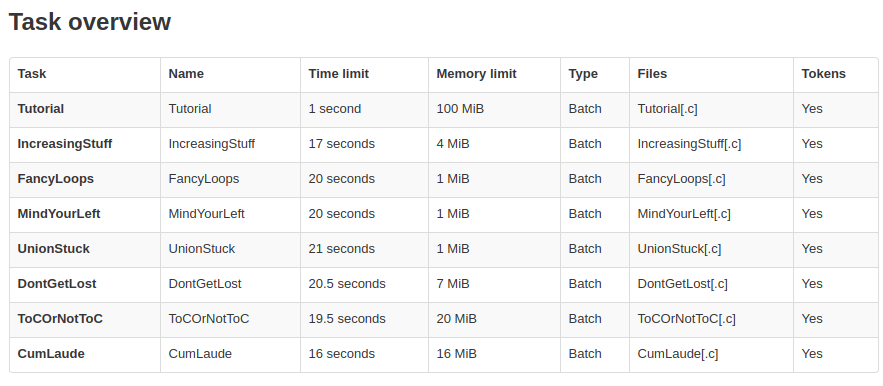 Task overview
Task Name Time limit Memory limit Type Files Tokens
Tutorial Tutorial 1 second 100 MiB Batch Tutorial[.c] Yes
IncreasingStuff IncreasingStuff 17 seconds 4 MiB Batch IncreasingStuff[.c] Yes
FancyLoops FancyLoops 20 seconds 1 MiB Batch FancyLoops[.c] Yes
MindYourLeft MindYourLeft 20 seconds 1 MiB Batch MindYourLeft[.c] Yes
UnionStuck UnionStuck 21 seconds 1 MiB Batch UnionStuck[.c] Yes
DontGetLost DontGetLost 20.5 seconds 7 MiB Batch DontGetLost[.c] Yes
ToCOrNotToC ToCOrNotToC 19.5 seconds 20 MiB Batch ToCOrNotToC[.c] Yes
CumLaude CumLaude 16 seconds 16 MiB Batch CumLaude[.c] Yes